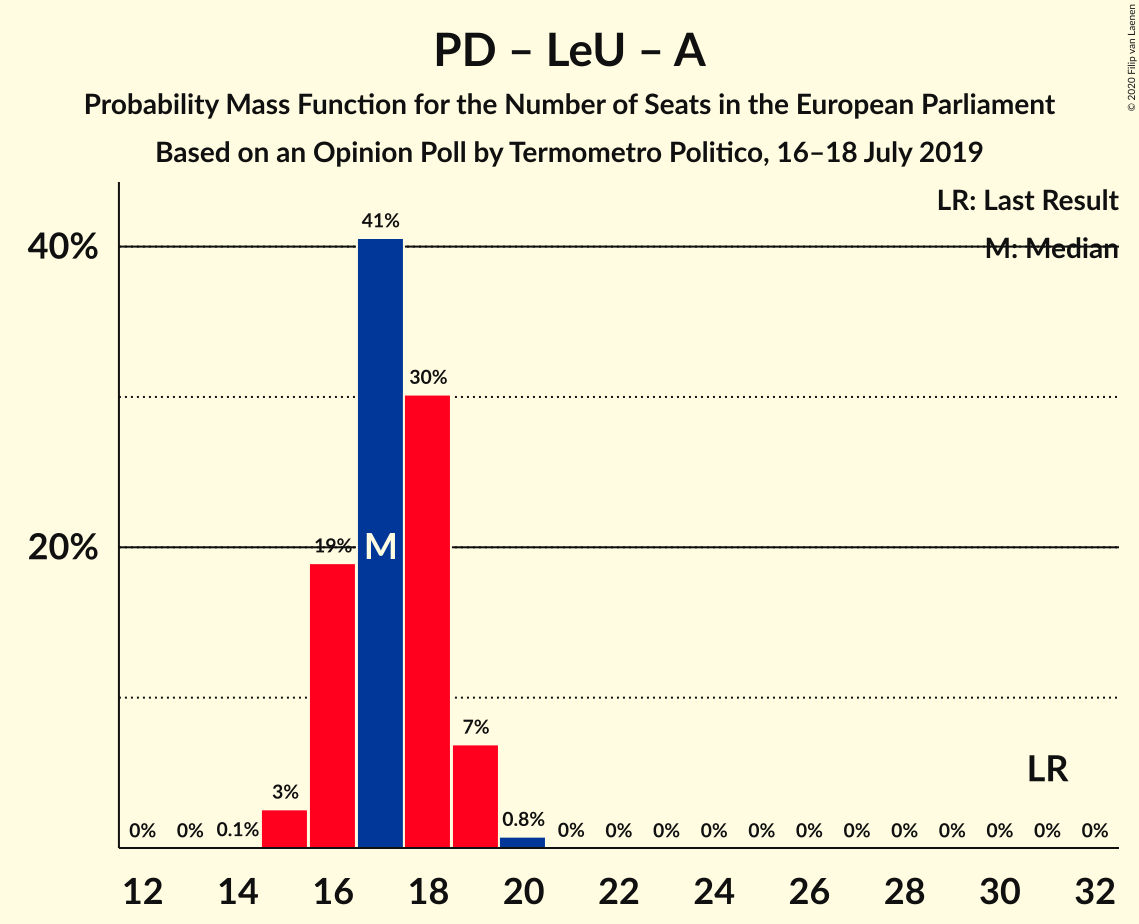 PD – LeU – A
Probability Mass Function for the Number of Seats in the European Parliament
Based on an Opinion Poll by Termometro Politico, 16–18 July 2019
© 2020 Filip van Laenen
LR: Last Result
M: Median
40%
20%
0% 0% 0.1% 3% 19% 41% 30% 7% 0.8% 0% 0% 0% 0% 0% 0% 0% 0% 0% 0% 0% 0%
M
LR
12 14 16 18 20 22 24 26 28 30 32